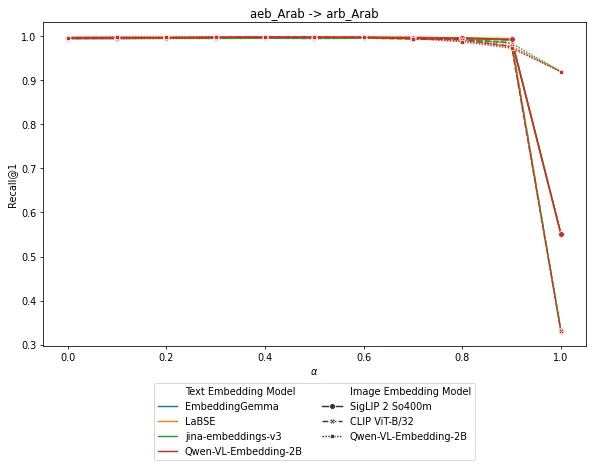 aeb_Arab -> arb_Arab
1.0
0.9
0.8
0.7
0.6
0.5
0.4
0.3
Recall@1
0.0 0.2 0.4 0.6 0.8 1.0
α
Text Embedding Model Image Embedding Model
EmbeddingGemma SigLIP 2 So400m
LaBSE CLIP ViT-B/32
jina-embeddings-v3 Qwen-VL-Embedding-2B
Qwen-VL-Embedding-2B